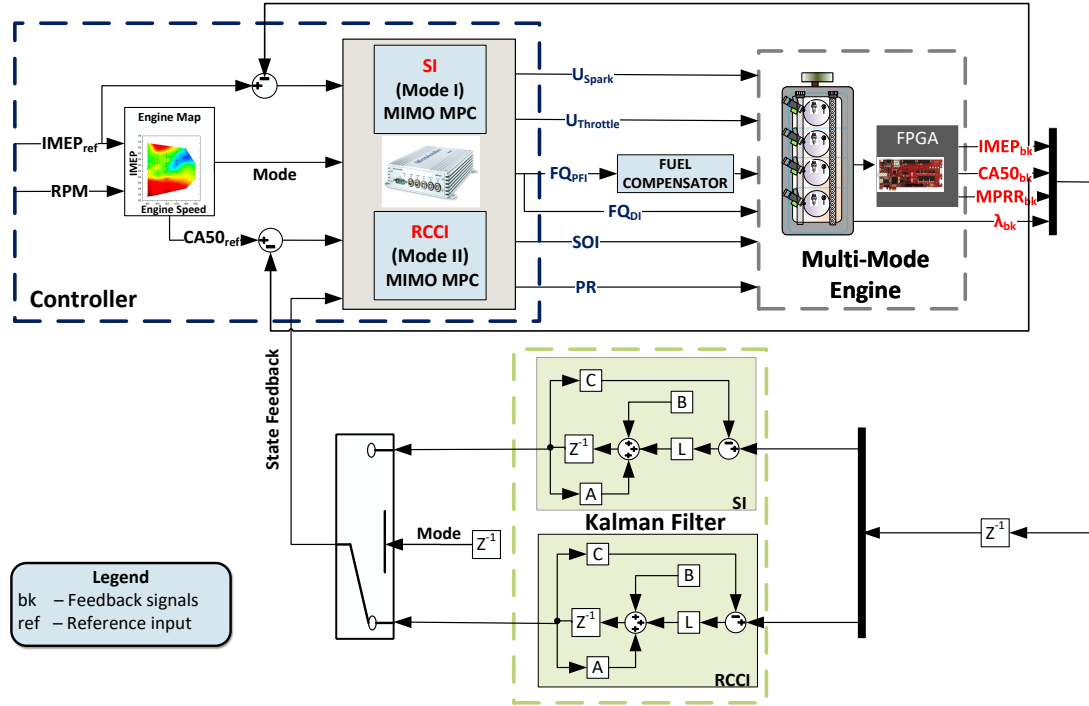 SI
(Mode I)
MIMO MPC
RCCI
(Mode II)
MIMO MPC
Engine Map
IMEP
Engine Speed
IMEPref
RPM
Mode
CA50ref
Controller
USpark
UThrottle
FQPFI
FUEL
COMPENSATOR
FQDI
SOI
PR
FPGA
Multi-Mode
Engine
IMEPbk
CA50bk
MPRRbk
λbk
State Feedback
C
B
Z-1
L
A
SI
Kalman Filter
C
B
Z-1
L
A
RCCI
Mode
Z-1
Z-1
Legend
bk – Feedback signals
ref – Reference input